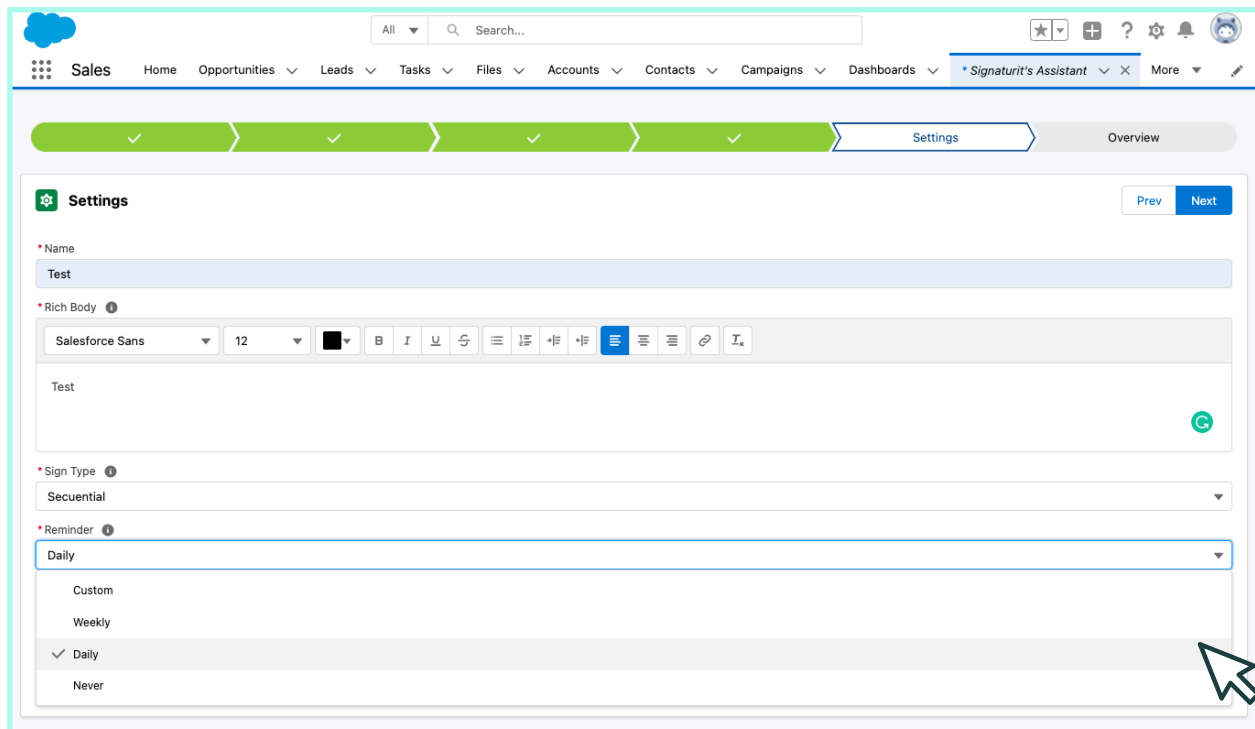 All Search...
Sales Home Opportunities Leads Tasks Files Accounts Contacts Campaigns Dashboards * Signaturit's Assistant More
Settings Overview
Settings Prev Next
* Name
Test
* Rich Body
Salesforce Sans 12 B I U S
Test
* Sign Type
Secuential
* Reminder
Daily
Custom
Weekly
Daily
Never